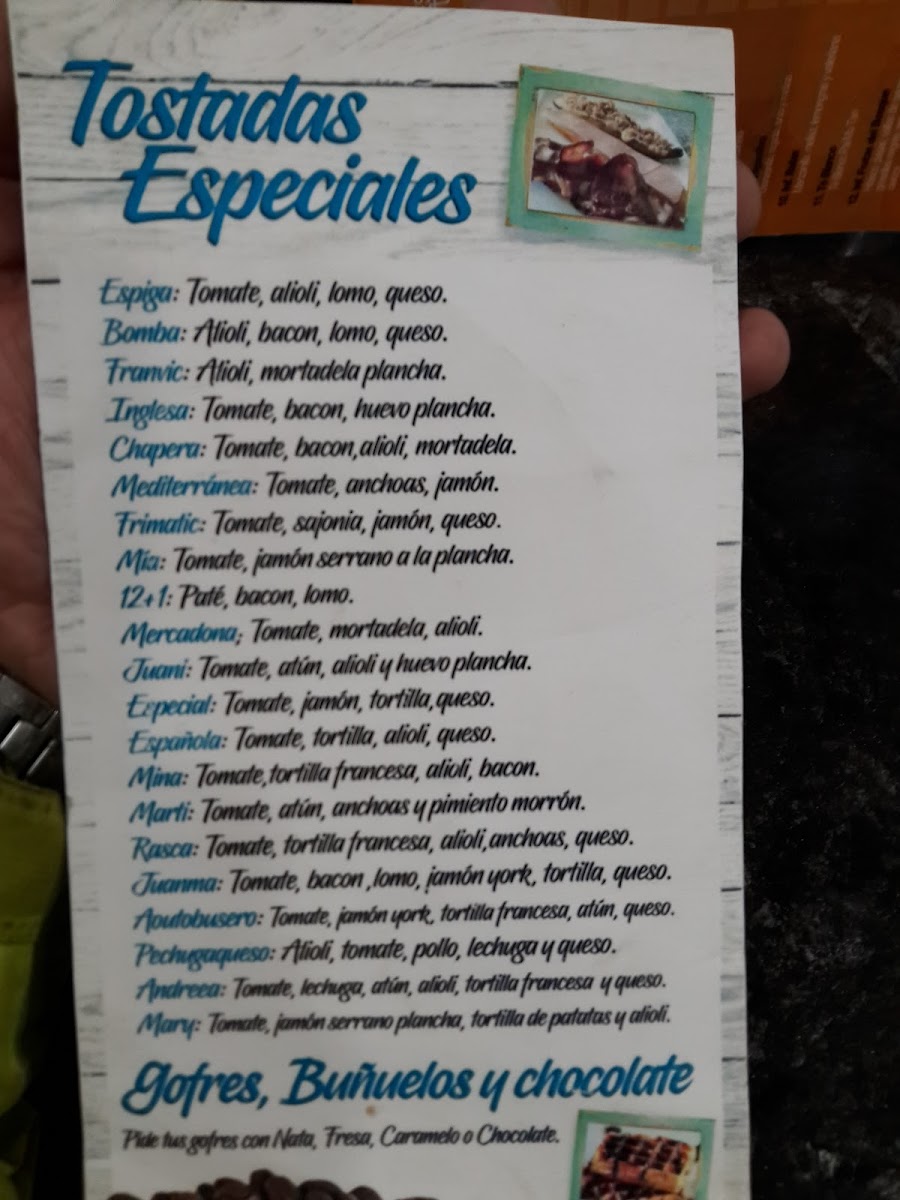 Tostadas
Especiales
Espiga: Tomate, alioli, lomo, queso.
Bomba: Alioli, bacon, lomo, queso.
Franvic: Alioli, mortadela plancha.
Inglesa: Tomate, bacon, huevo plancha.
Chapera: Tomate, bacon,alioli, mortadela.
Mediterránea: Tomate, anchoas, jamón.
Frimatic: Tomate, sajonia, jamón, queso.
Mía: Tomate, jamón serrano a la plancha.
12+1: Paté, bacon, lomo.
Mercadona; Tomate, mortadela, alioli.
Juani: Tomate, atún, alioli y huevo plancha.
Especial: Tomate, jamón, tortilla,queso.
Española: Tomate, tortilla, alioli, queso.
Mina: Tomate,tortilla francesa, alioli, bacon.
Marti: Tomate, atún, anchoas y pimiento morrón.
Rasca: Tomate, tortilla francesa, alioli,anchoas, queso.
Juanma: Tomate, bacon ,lomo, jamón york, tortilla, queso.
Aoutobusero: Tomate, jamón york, tortilla francesa, atún, queso.
Pechugaqueso: Alioli, tomate, pollo, lechuga y queso.
Andreea: Tomate, lechuga, atún, alioli, tortilla francesa y queso.
Mary: Tomate, jamón serrano plancha, tortilla de patatas y alioli.
gofres, Buñuelos y chocolate
Pide tus gofres con Nata, Fresa, Caramelo o Chocolate.